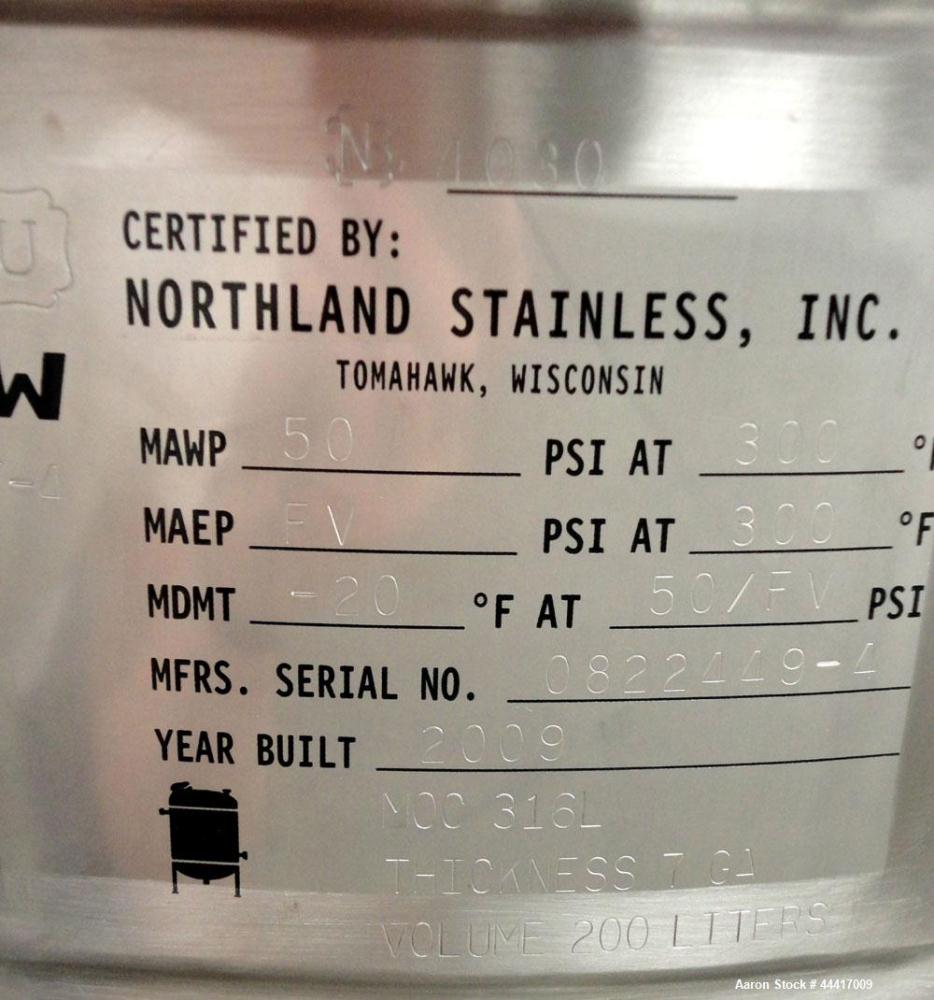 N 4030
U
CERTIFIED BY:
NORTHLAND STAINLESS, INC.
TOMAHAWK, WISCONSIN
W
MAWP 50 PSI AT 300 °F
-4
MAEP FV PSI AT 300 °F
MDMT -20 °F AT 50/FV PSI
MFRS. SERIAL NO. 0822449-4
YEAR BUILT 2009
MOC 316L
THICKNESS 7 GA
VOLUME 200 LITERS
Aaron Stock # 44417009